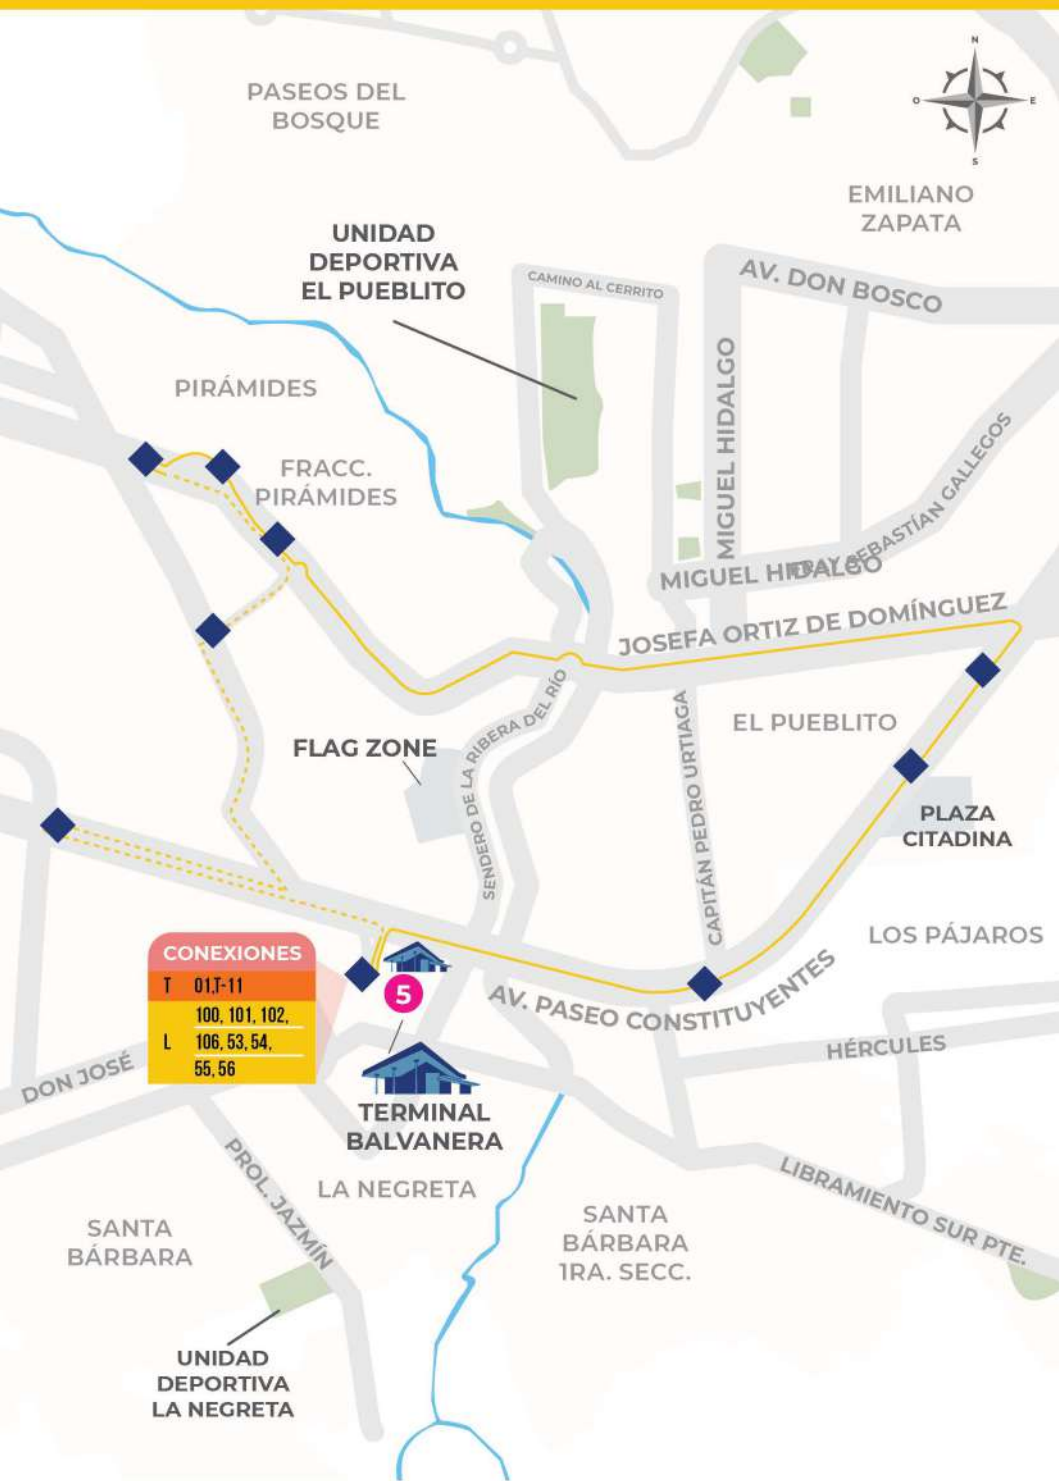 N
O
E
S
PASEOS DEL
BOSQUE
EMILIANO
ZAPATA
UNIDAD
DEPORTIVA
EL PUEBLITO
CAMINO AL CERRITO
AV. DON BOSCO
PIRÁMIDES
MIGUEL HIDALGO
FRACC.
PIRÁMIDES
FRAY SEBASTÍAN GALLEGOS
MIGUEL HIDALGO
JOSEFA ORTIZ DE DOMÍNGUEZ
EL PUEBLITO
FLAG ZONE
SENDERO DE LA RIBERA DEL RÍO
CAPITÁN PEDRO URTIAGA
PLAZA
CITADINA
LOS PÁJAROS
CONEXIONES
T 01,T-11
100, 101, 102,
L 106, 53, 54,
55, 56
5
AV. PASEO CONSTITUYENTES
HÉRCULES
DON JOSÉ
TERMINAL
BALVANERA
PROL. JAZMÍN
LA NEGRETA
LIBRAMIENTO SUR PTE.
SANTA
BÁRBARA
SANTA
BÁRBARA
1RA. SECC.
UNIDAD
DEPORTIVA
LA NEGRETA